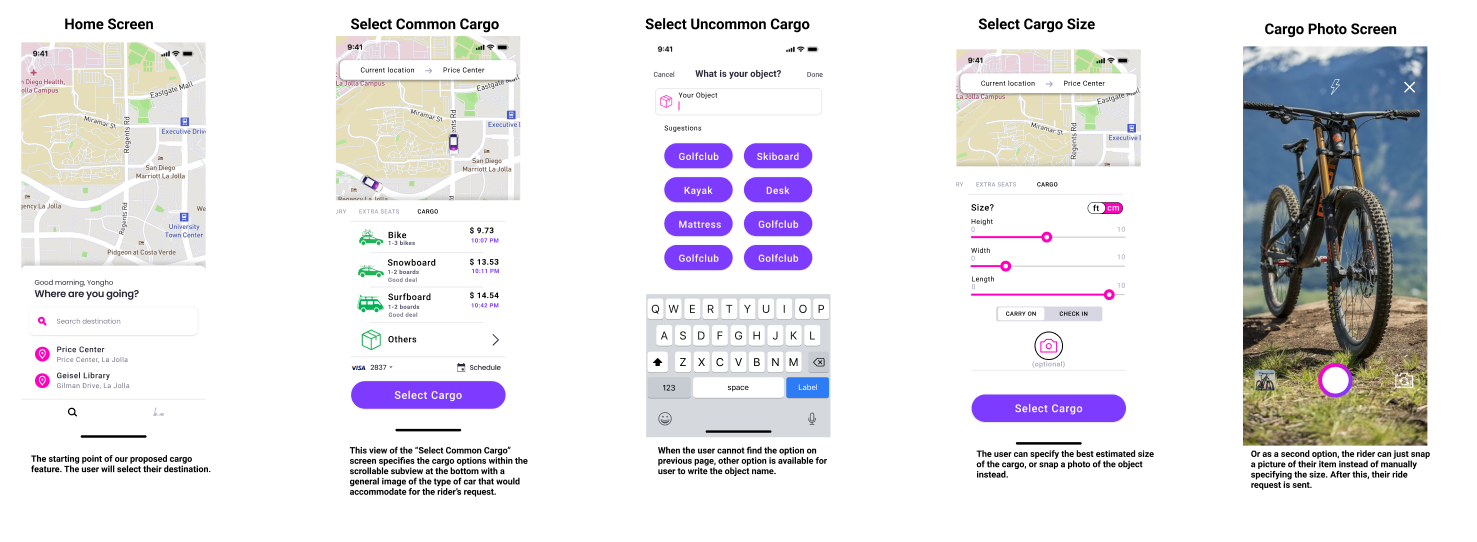 Home Screen
9:41
n Diego Health,
olla Campus
Eastgate Mall
Miramar St
Regents Rd
Executive Driv
San Diego
Marriott La Jolla
gency La Jolla
We
Regents Rd
University
Town Center
Pidgeon at Costa Verde
Good morning, Yongho
Where are you going?
Search destination
Price Center
Price Center, La Jolla
Geisel Library
Gilman Drive, La Jolla
The starting point of our proposed cargo
feature. The user will select their destination.
Select Common Cargo
9:41
Current location → Price Center
La Jolla Campus
Eastgate Mall
Miramar St
Regents Rd
Executive D
San Diego
Marriott La Jolla
Regency La Jolla
URY EXTRA SEATS CARGO
Bike $ 9.73
1-3 bikes 10:07 PM
Snowboard $ 13.53
1-2 boards 10:11 PM
Good deal
Surfboard $ 14.54
1-2 boards 10:42 PM
Good deal
Others
VISA 2837 Schedule
Select Cargo
This view of the “Select Common Cargo”
screen specifies the cargo options within the
scrollable subview at the bottom with a
general image of the type of car that would
accommodate for the rider’s request.
Select Uncommon Cargo
9:41
Cancel What is your object? Done
Your Object
Sugestions
Golfclub Skiboard
Kayak Desk
Mattress Golfclub
Golfclub Golfclub
Q W E R T Y U I O P
A S D F G H J K L
Z X C V B N M
123 space Label
When the user cannot find the option on
previous page, other option is available for
user to write the object name.
Select Cargo Size
9:41
Current location → Price Center
La Jolla Campus
Eastgate Mall
Miramar St
Regents Rd
Executive D
San Diego
Marriott La Jolla
RY EXTRA SEATS CARGO
Size? ft cm
Height
0 10
Width
0 10
Length
0 10
CARRY ON CHECK IN
(optional)
Select Cargo
The user can specify the best estimated size
of the cargo, or snap a photo of the object
instead.
Cargo Photo Screen
Or as a second option, the rider can just snap
a picture of their item instead of manually
specifying the size. After this, their ride
request is sent.